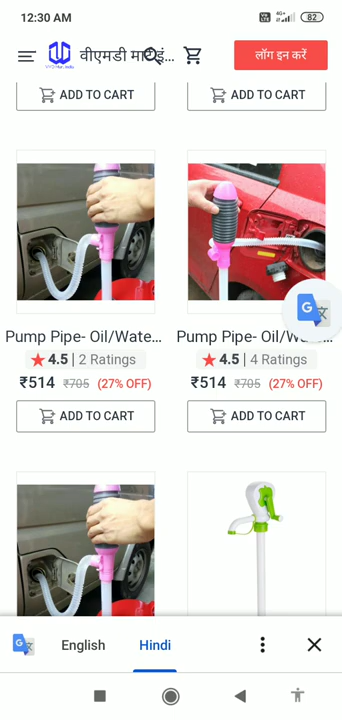 12:30 AM
4G+
82
वीएमडी मार्ट इं...
लॉग इन करें
ADD TO CART
ADD TO CART
Pump Pipe- Oil/Wate...
Pump Pipe- Oil/Wate...
4.5 | 2 Ratings
4.5 | 4 Ratings
₹514 ₹705 (27% OFF)
₹514 ₹705 (27% OFF)
ADD TO CART
ADD TO CART
English
Hindi